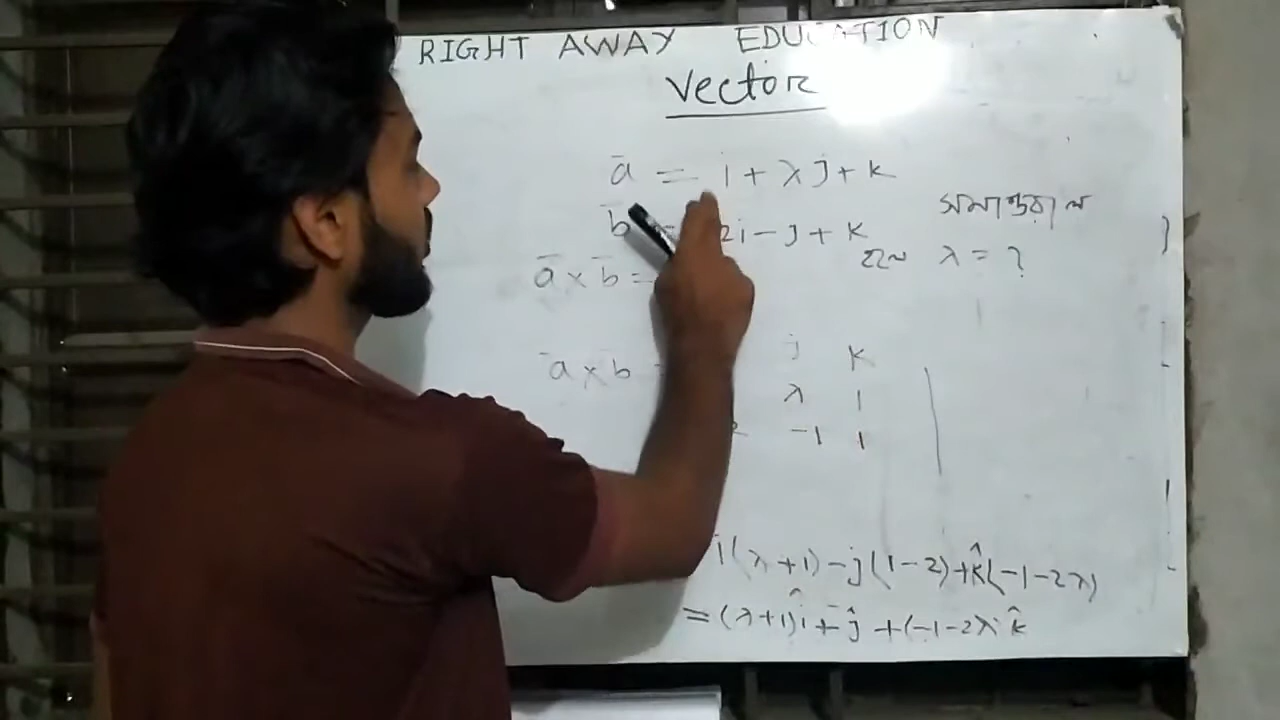 RIGHT AWAY EDUCATION
Vector
ā = i + λj + k
b̄ = 2i - j + k
সমান্তরাল
হলে λ = ?
ā × b̄ =
ā × b̄ = j k
λ 1
-1 1
i(λ+1) - j(1-2) + k̂(-1-2λ)
= (λ+1)î + ĵ + (-1-2λ k̂